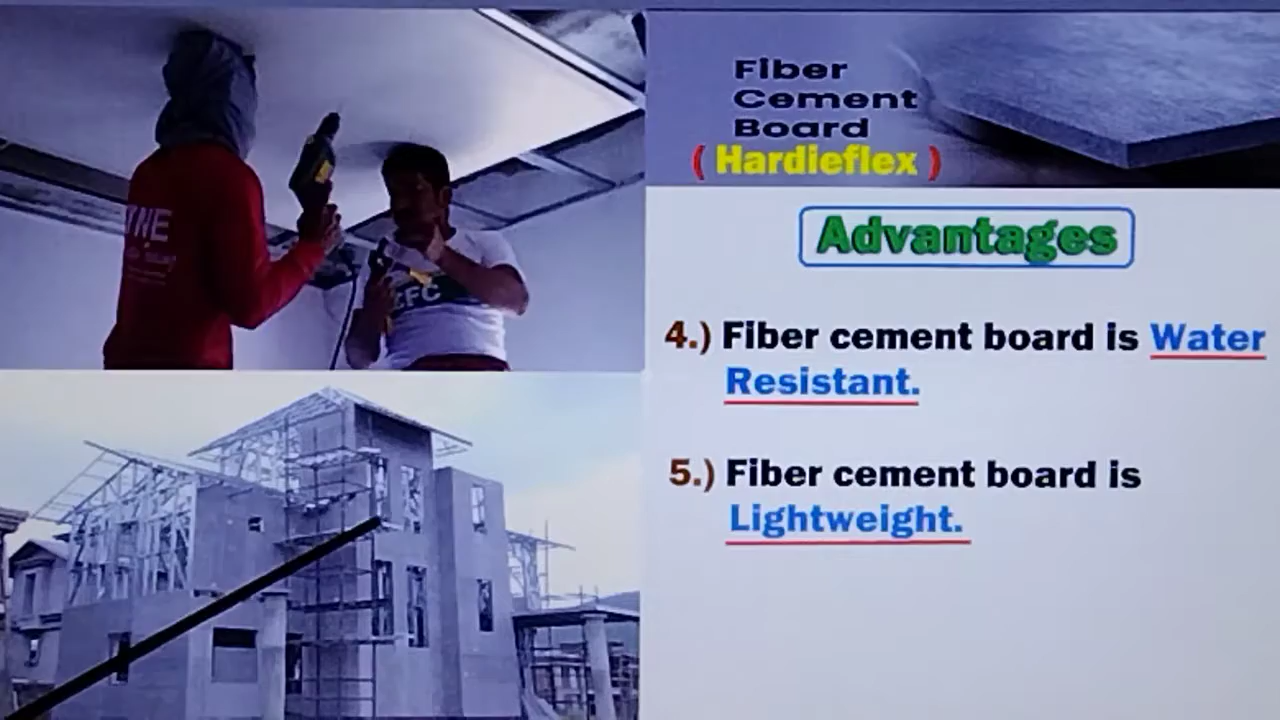 Fiber
Cement
Board
( Hardieflex )
Advantages
4.) Fiber cement board is Water
Resistant.
5.) Fiber cement board is
Lightweight.